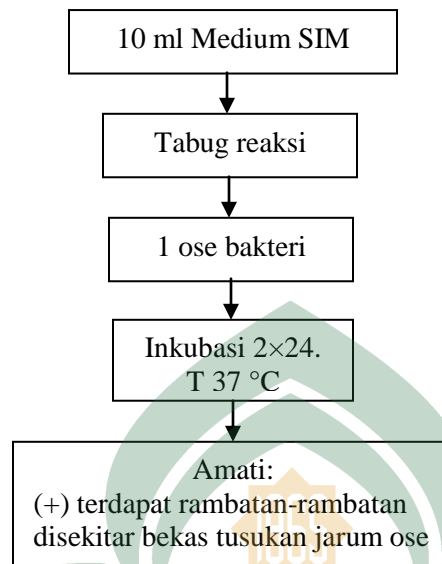 10 ml Medium SIM
Tabug reaksi
1 ose bakteri
Inkubasi 2×24.
T 37 °C
Amati:
(+) terdapat rambatan-rambatan
disekitar bekas tusukan jarum ose